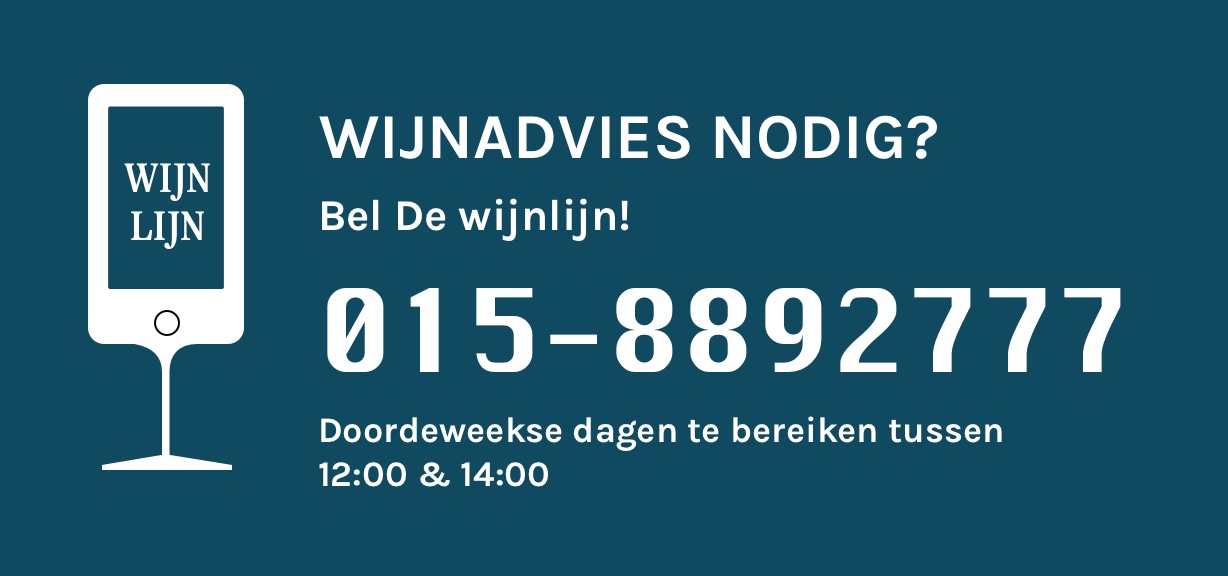 WIJN
LIJN
WIJNADVIES NODIG?
Bel De wijnlijn!
015-8892777
Doordeweekse dagen te bereiken tussen
12:00 & 14:00